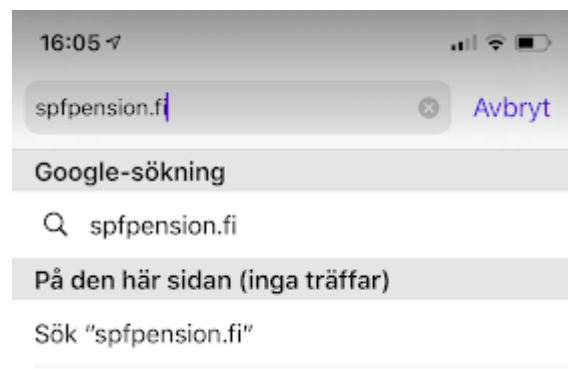 16:05
spfpension.fi
Avbryt
Google-sökning
spfpension.fi
På den här sidan (inga träffar)
Sök "spfpension.fi"